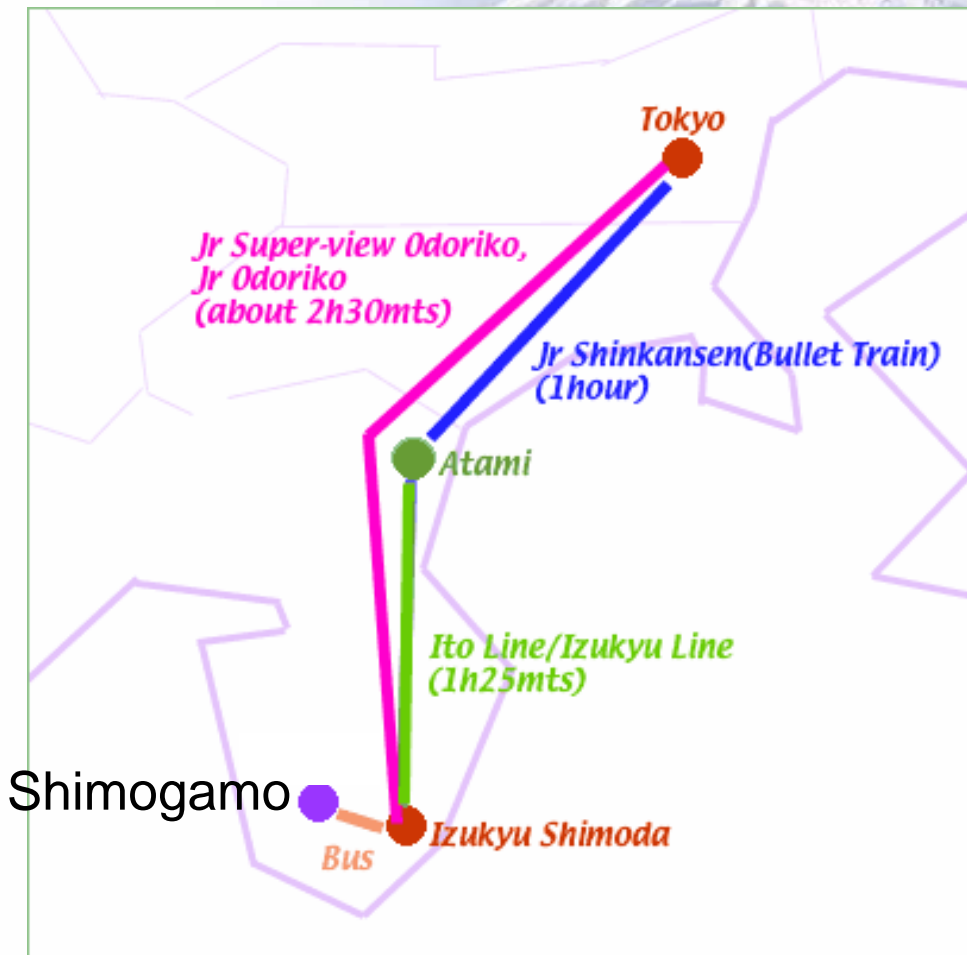 Tokyo
Jr Super-view Odoriko,
Jr Odoriko
(about 2h30mts)
Jr Shinkansen(Bullet Train)
(1hour)
Atami
Ito Line/Izukyu Line
(1h25mts)
Shimogamo
Izukyu Shimoda
Bus